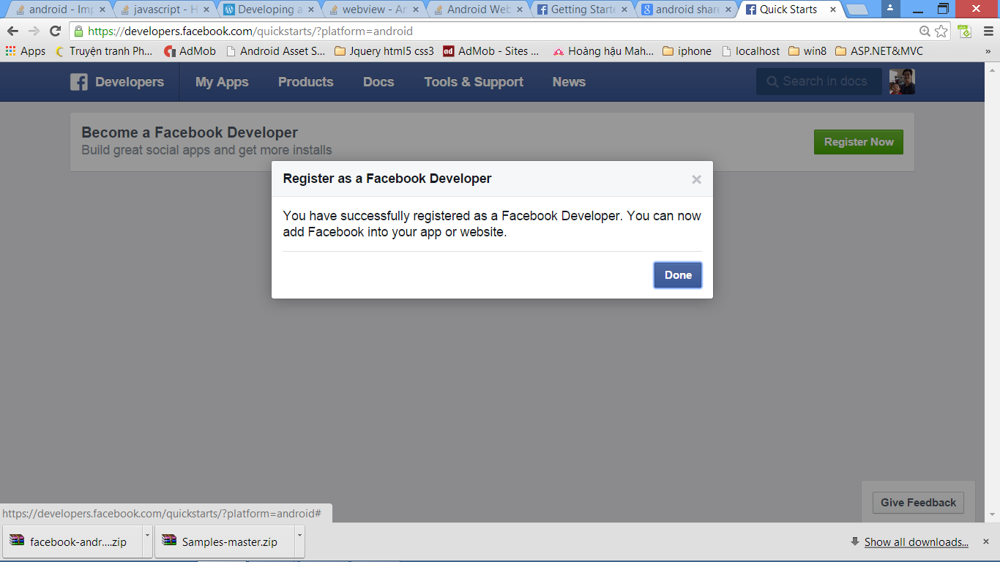 android - Imp
javascript - H
Developing a
webview - An
Android Web
Getting Starte
android share
Quick Starts
https://developers.facebook.com/quickstarts/?platform=android
Apps
Truyện tranh Ph...
AdMob
Android Asset S...
Jquery html5 css3
ad
AdMob - Sites ...
Hoàng hậu Mah...
iphone
localhost
win8
ASP.NET&MVC
»
Developers
My Apps
Products
Docs
Tools & Support
News
Search in docs
Become a Facebook Developer
Build great social apps and get more installs
Register Now
Register as a Facebook Developer
You have successfully registered as a Facebook Developer. You can now
add Facebook into your app or website.
Done
Give Feedback
https://developers.facebook.com/quickstarts/?platform=android#
facebook-andr....zip
Samples-master.zip
Show all downloads...